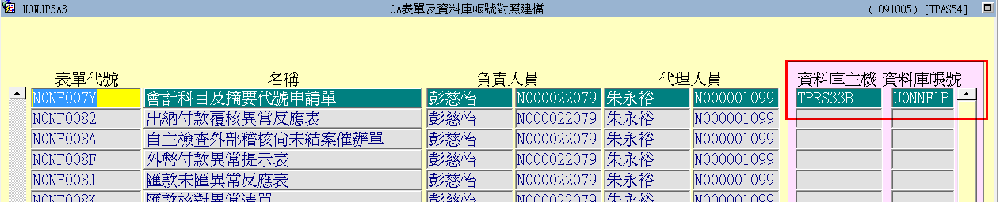 HONJP5A3 OA表單及資料庫帳號對照建檔 (1091005) [TPAS54]
表單代號 名稱 負責人員 代理人員 資料庫主機 資料庫帳號
NONF007Y 會計科目及摘要代號申請單 彭慈怡 N000022079 朱永裕 N000001099 TPRS33B UONNF1P
NONF0082 出納付款覆核異常反應表 彭慈怡 N000022079 朱永裕 N000001099
NONF008A 自主檢查外部稽核尚未結案催辦單 彭慈怡 N000022079 朱永裕 N000001099
NONF008F 外幣付款異常提示表 彭慈怡 N000022079 朱永裕 N000001099
NONF008J 匯款未匯異常反應表 彭慈怡 N000022079 朱永裕 N000001099
NONF008K 匯款核對異常清單 彭慈怡 N000022079 朱永裕 N000001099